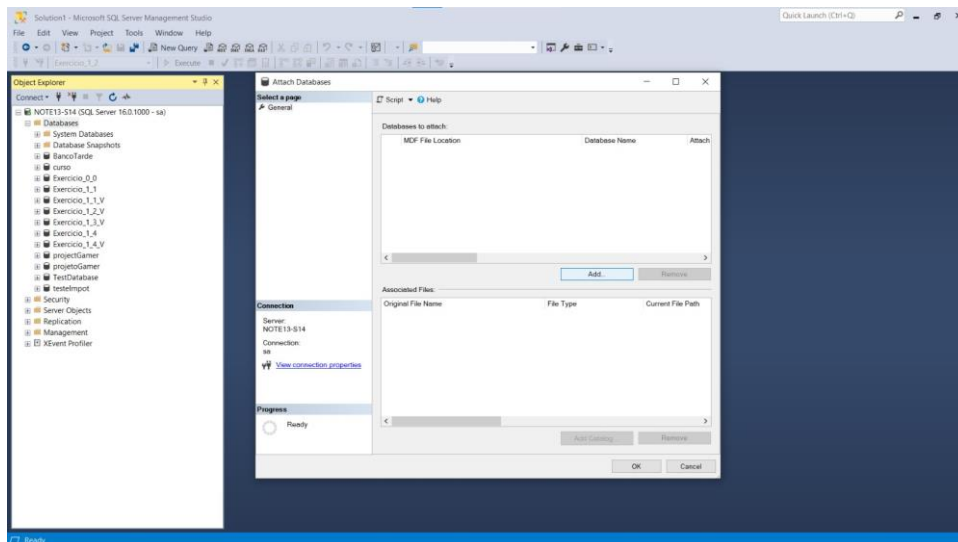 Solution1 - Microsoft SQL Server Management Studio
Quick Launch (Ctrl+Q)
File Edit View Project Tools Window Help
New Query
Exercicio_1_2
Execute
Object Explorer
Connect
NOTE13-S14 (SQL Server 16.0.1000 - sa)
Databases
System Databases
Database Snapshots
BancoTarde
curso
Exercicio_0_0
Exercicio_1_1
Exercicio_1_1_V
Exercicio_1_2_V
Exercicio_1_3_V
Exercicio_1_4
Exercicio_1_4_V
projectGamer
projetoGamer
TestDatabase
testeImpot
Security
Server Objects
Replication
Management
XEvent Profiler
Attach Databases
Select a page
General
Script Help
Databases to attach:
MDF File Location Database Name Attach
Add... Remove
Associated Files:
Original File Name File Type Current File Path
Connection
Server:
NOTE13-S14
Connection:
sa
View connection properties
Progress
Ready
Add Catalog... Remove
OK Cancel
Ready